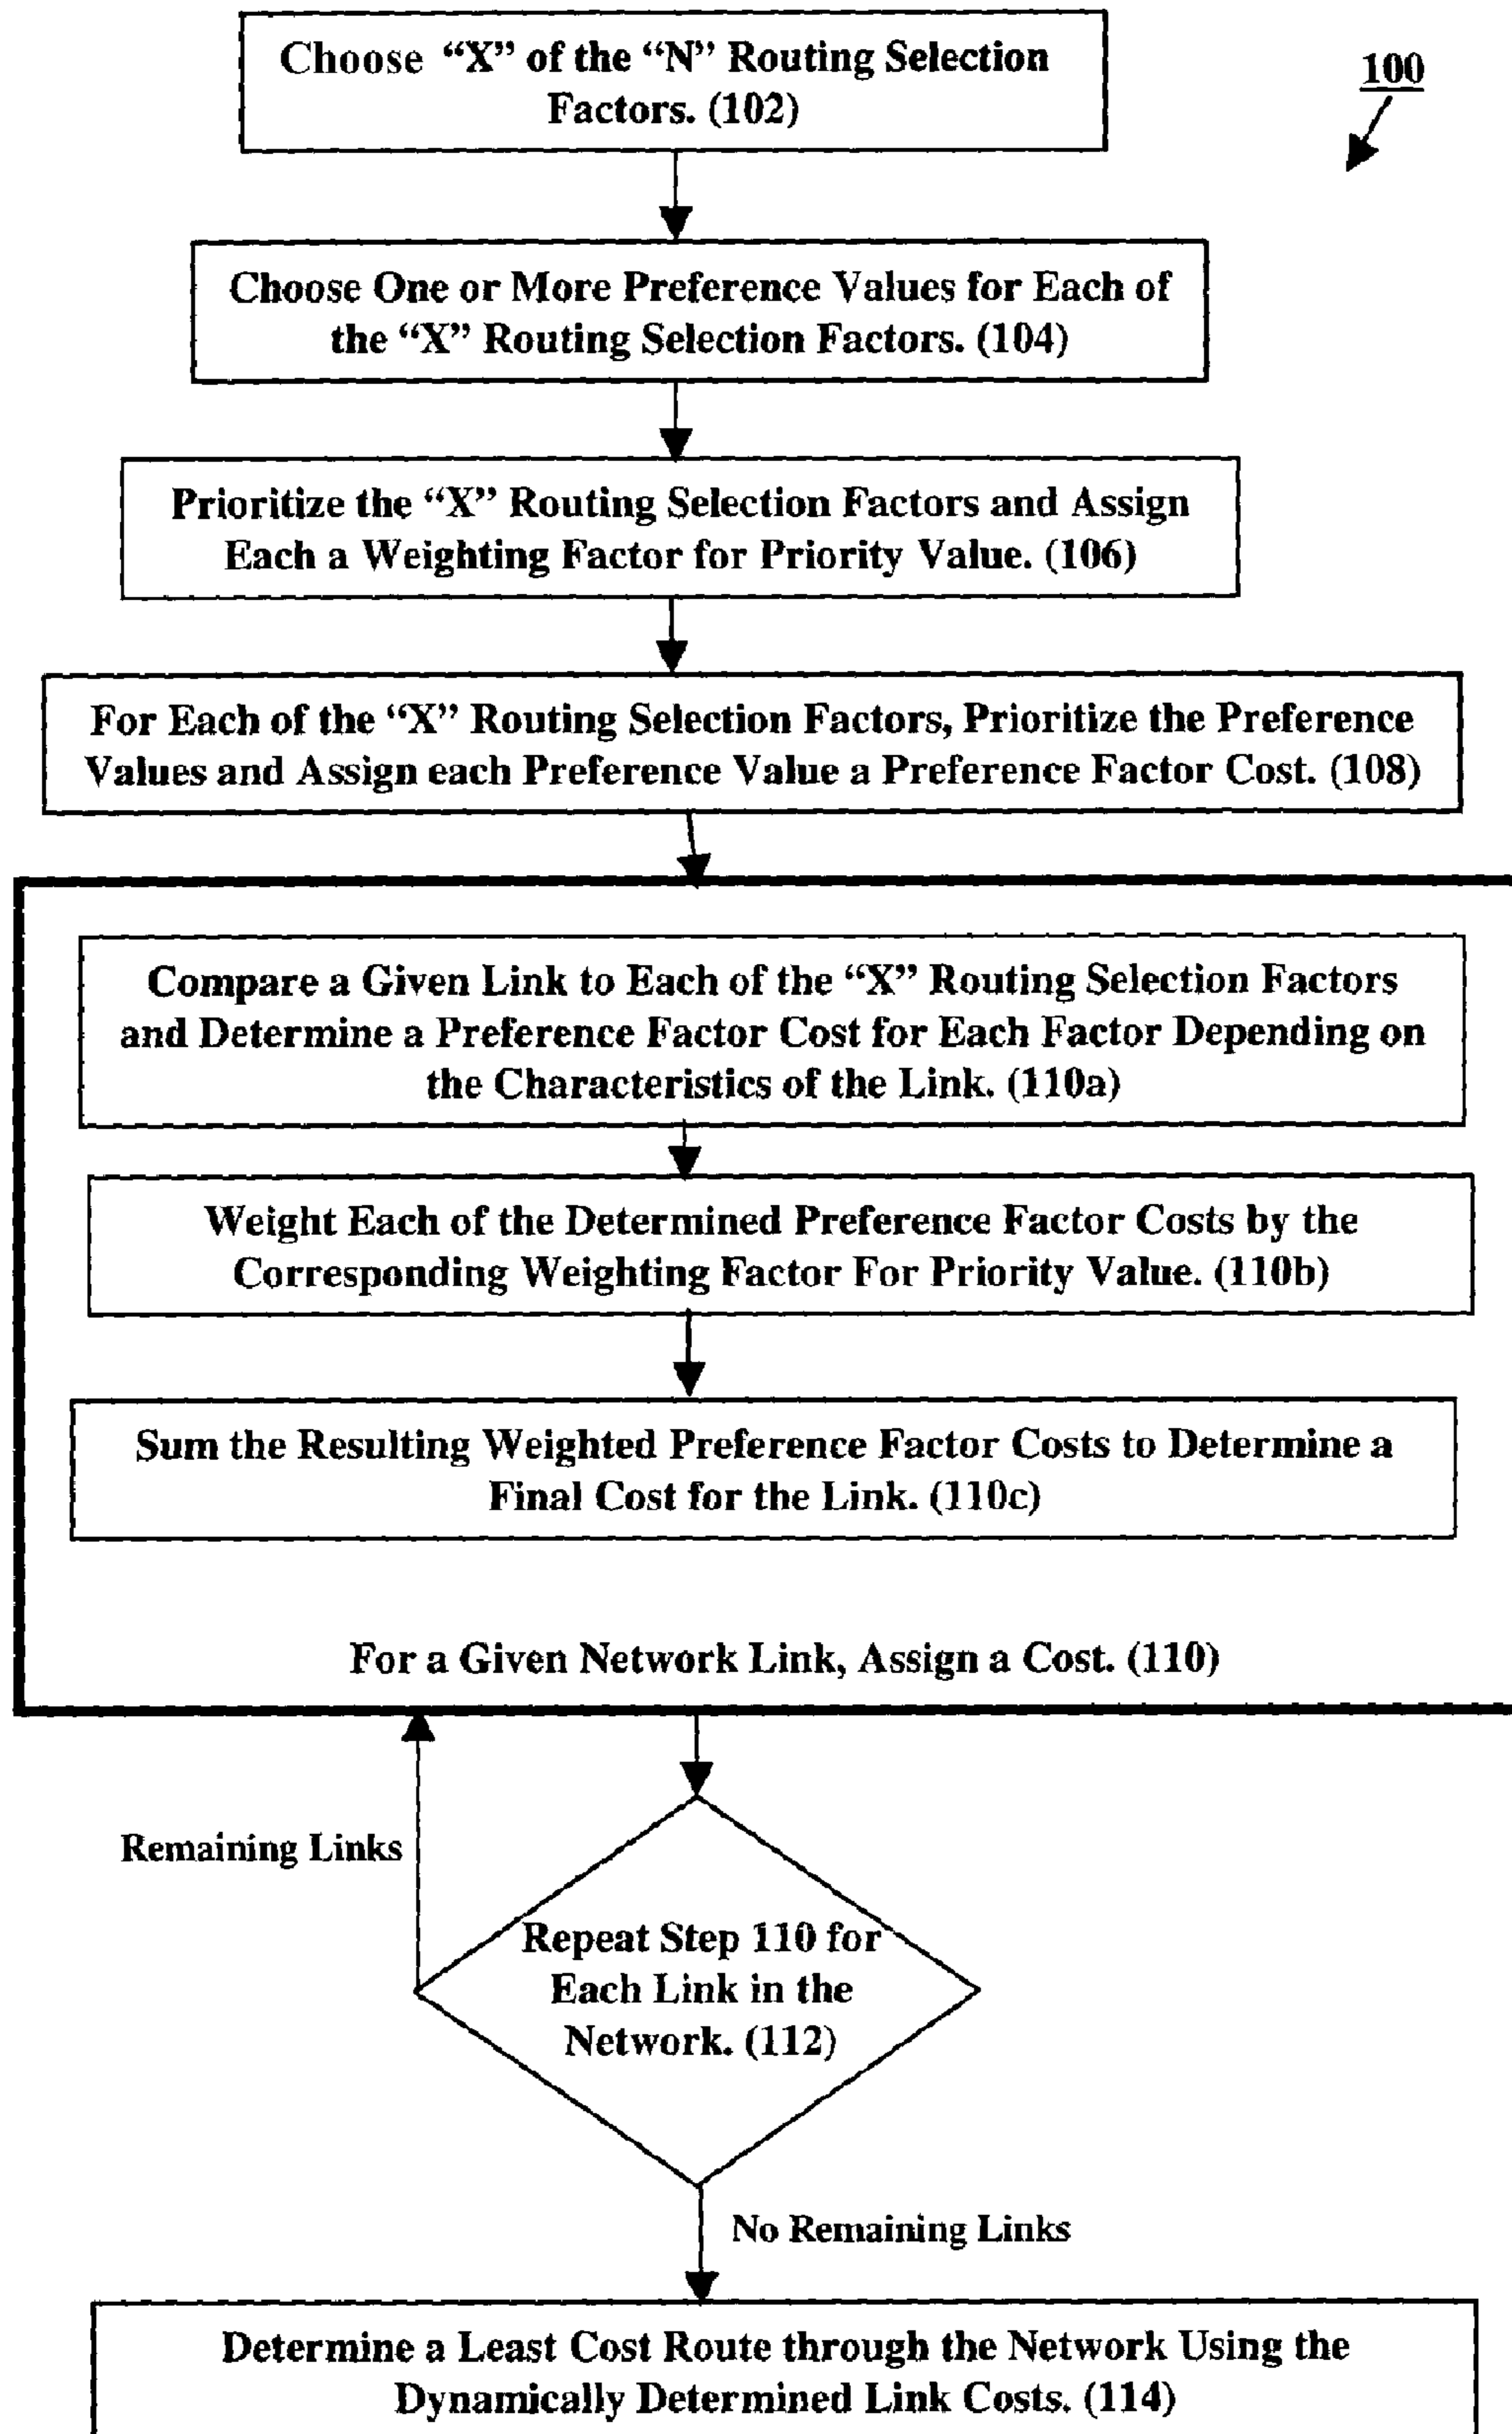 Choose “X” of the “N” Routing Selection
Factors. (102)
100
Choose One or More Preference Values for Each of
the “X” Routing Selection Factors. (104)
Prioritize the “X” Routing Selection Factors and Assign
Each a Weighting Factor for Priority Value. (106)
For Each of the “X” Routing Selection Factors, Prioritize the Preference
Values and Assign each Preference Value a Preference Factor Cost. (108)
Compare a Given Link to Each of the “X” Routing Selection Factors
and Determine a Preference Factor Cost for Each Factor Depending on
the Characteristics of the Link. (110a)
Weight Each of the Determined Preference Factor Costs by the
Corresponding Weighting Factor For Priority Value. (110b)
Sum the Resulting Weighted Preference Factor Costs to Determine a
Final Cost for the Link. (110c)
For a Given Network Link, Assign a Cost. (110)
Remaining Links
Repeat Step 110 for
Each Link in the
Network. (112)
No Remaining Links
Determine a Least Cost Route through the Network Using the
Dynamically Determined Link Costs. (114)